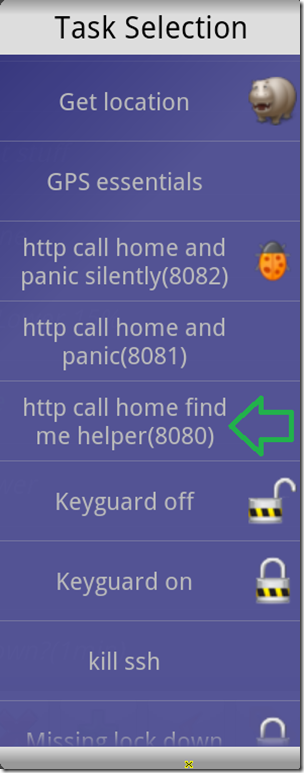 Task Selection
Get location
GPS essentials
http call home and
panic silently(8082)
http call home and
panic(8081)
http call home find
me helper(8080)
Keyguard off
Keyguard on
kill ssh
Missing lock down